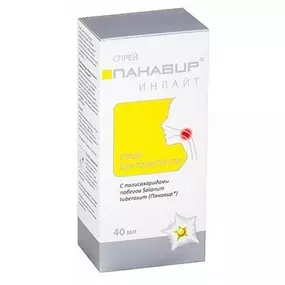 СПРЕЙ
ПАНАВИР®
ИНЛАЙТ
С полисахаридами
побегов Solanum
tuberosum (Панавир®)
40 мл